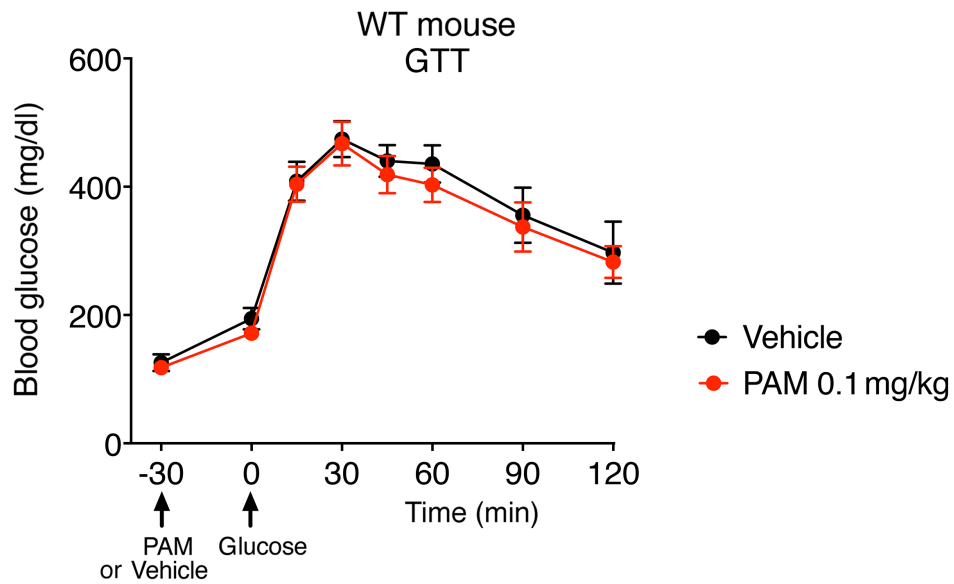 WT mouse
GTT
Blood glucose (mg/dl)
600
400
200
0
-30 0 30 60 90 120
Time (min)
PAM
or Vehicle
Glucose
Vehicle
PAM 0.1 mg/kg